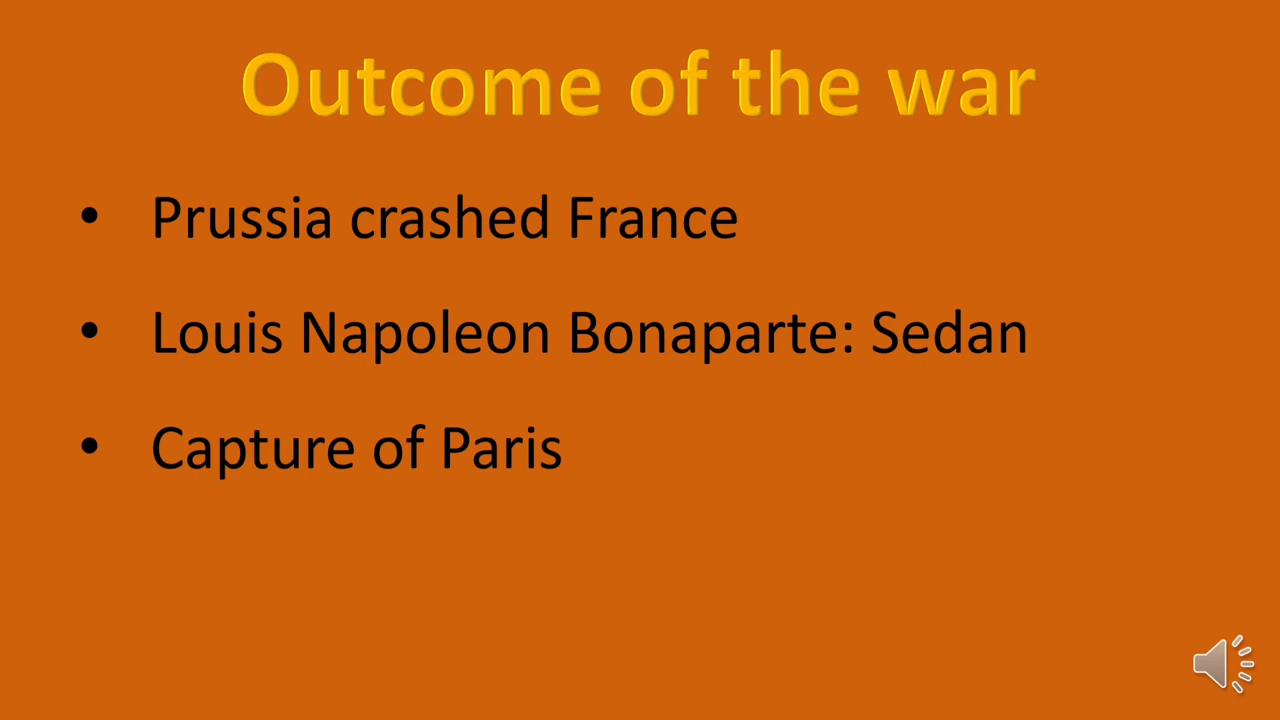 Outcome of the war
• Prussia crashed France
• Louis Napoleon Bonaparte: Sedan
• Capture of Paris